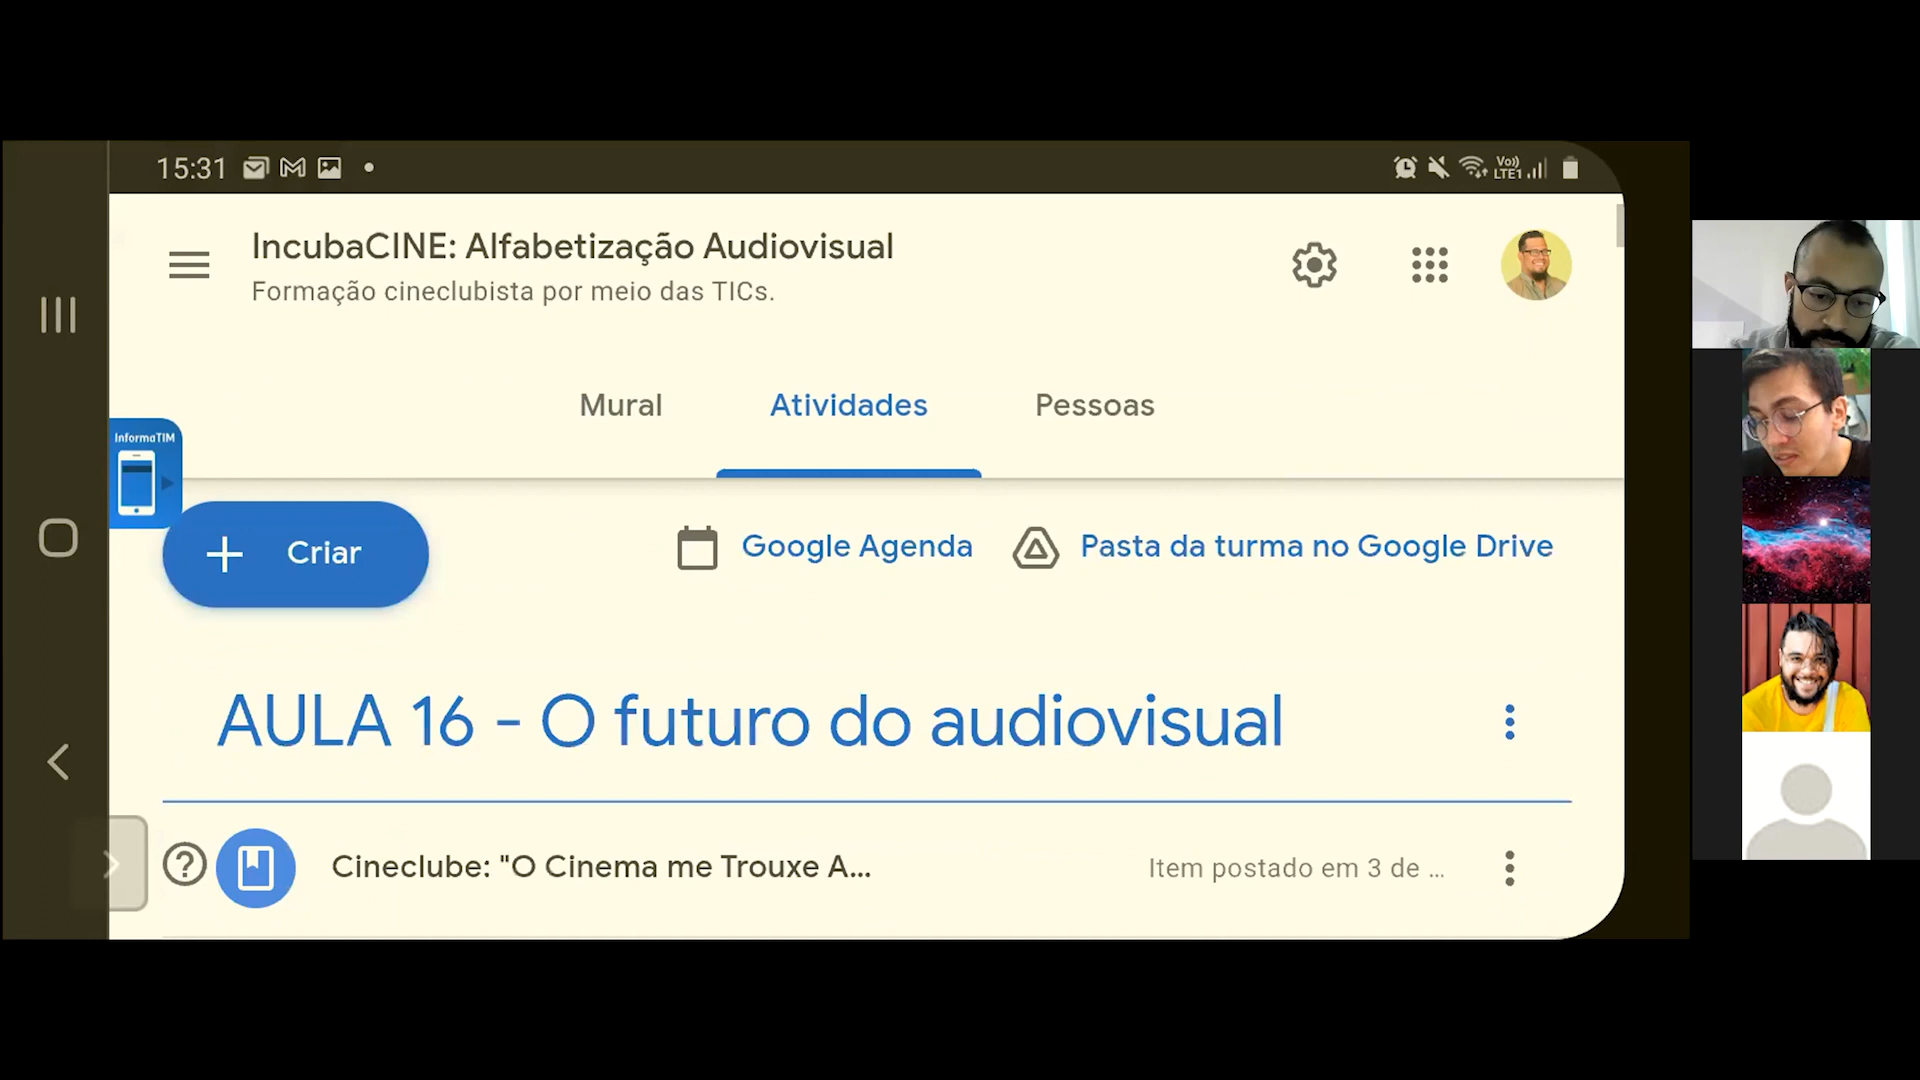 15:31
Vo))
LTE1
IncubaCINE: Alfabetização Audiovisual
Formação cineclubista por meio das TICs.
Mural Atividades Pessoas
InformaTIM
Criar
Google Agenda Pasta da turma no Google Drive
AULA 16 - O futuro do audiovisual
Cineclube: "O Cinema me Trouxe A... Item postado em 3 de ...